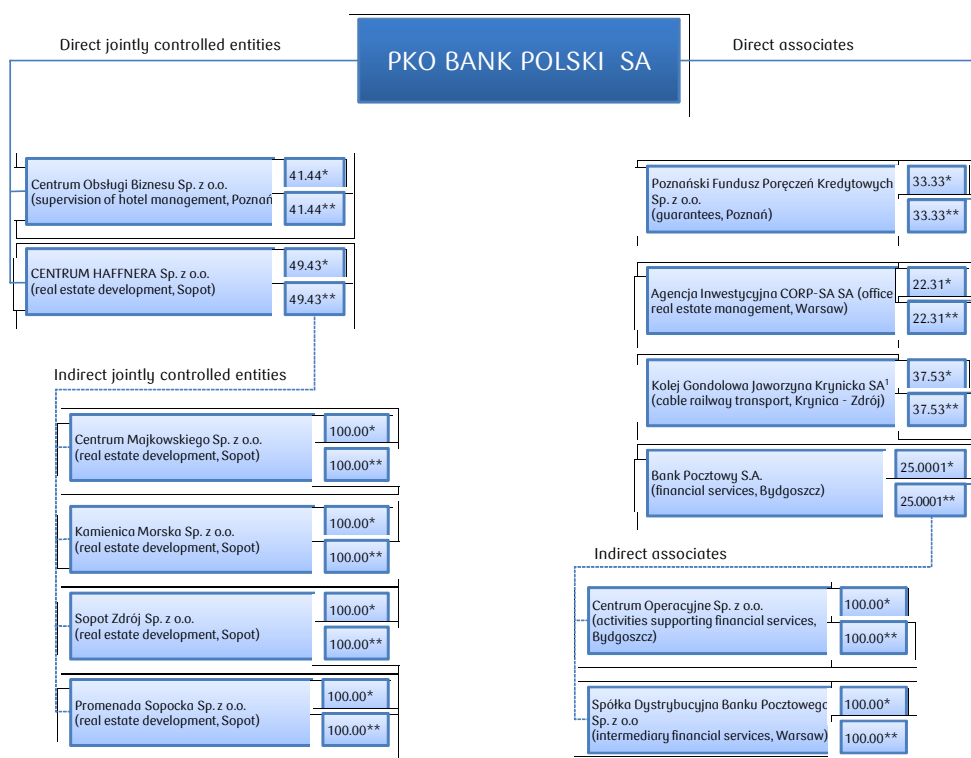 PKO BANK POLSKI SA
Direct jointly controlled entities
Direct associates
Centrum Obsługi Biznesu Sp. z o.o.
(supervision of hotel management, Poznań
41.44*
41.44**
CENTRUM HAFFNERA Sp. z o.o.
(real estate development, Sopot)
49.43*
49.43**
Indirect jointly controlled entities
Centrum Majkowskiego Sp. z o.o.
(real estate development, Sopot)
100.00*
100.00**
Kamienica Morska Sp. z o.o.
(real estate development, Sopot)
100.00*
100.00**
Sopot Zdrój Sp. z o.o.
(real estate development, Sopot)
100.00*
100.00**
Promenada Sopocka Sp. z o.o.
(real estate development, Sopot)
100.00*
100.00**
Poznański Fundusz Poręczeń Kredytowych
Sp. z o.o.
(guarantees, Poznań)
33.33*
33.33**
Agencja Inwestycyjna CORP-SA SA (office
real estate management, Warsaw)
22.31*
22.31**
Kolej Gondolowa Jaworzyna Krynicka SA¹
(cable railway transport, Krynica - Zdrój)
37.53*
37.53**
Bank Pocztowy S.A.
(financial services, Bydgoszcz)
25.0001*
25.0001**
Indirect associates
Centrum Operacyjne Sp. z o.o.
(activities supporting financial services,
Bydgoszcz)
100.00*
100.00**
Spółka Dystrybucyjna Banku Pocztowego
Sp. z o.o
(intermediary financial services, Warsaw)
100.00*
100.00**